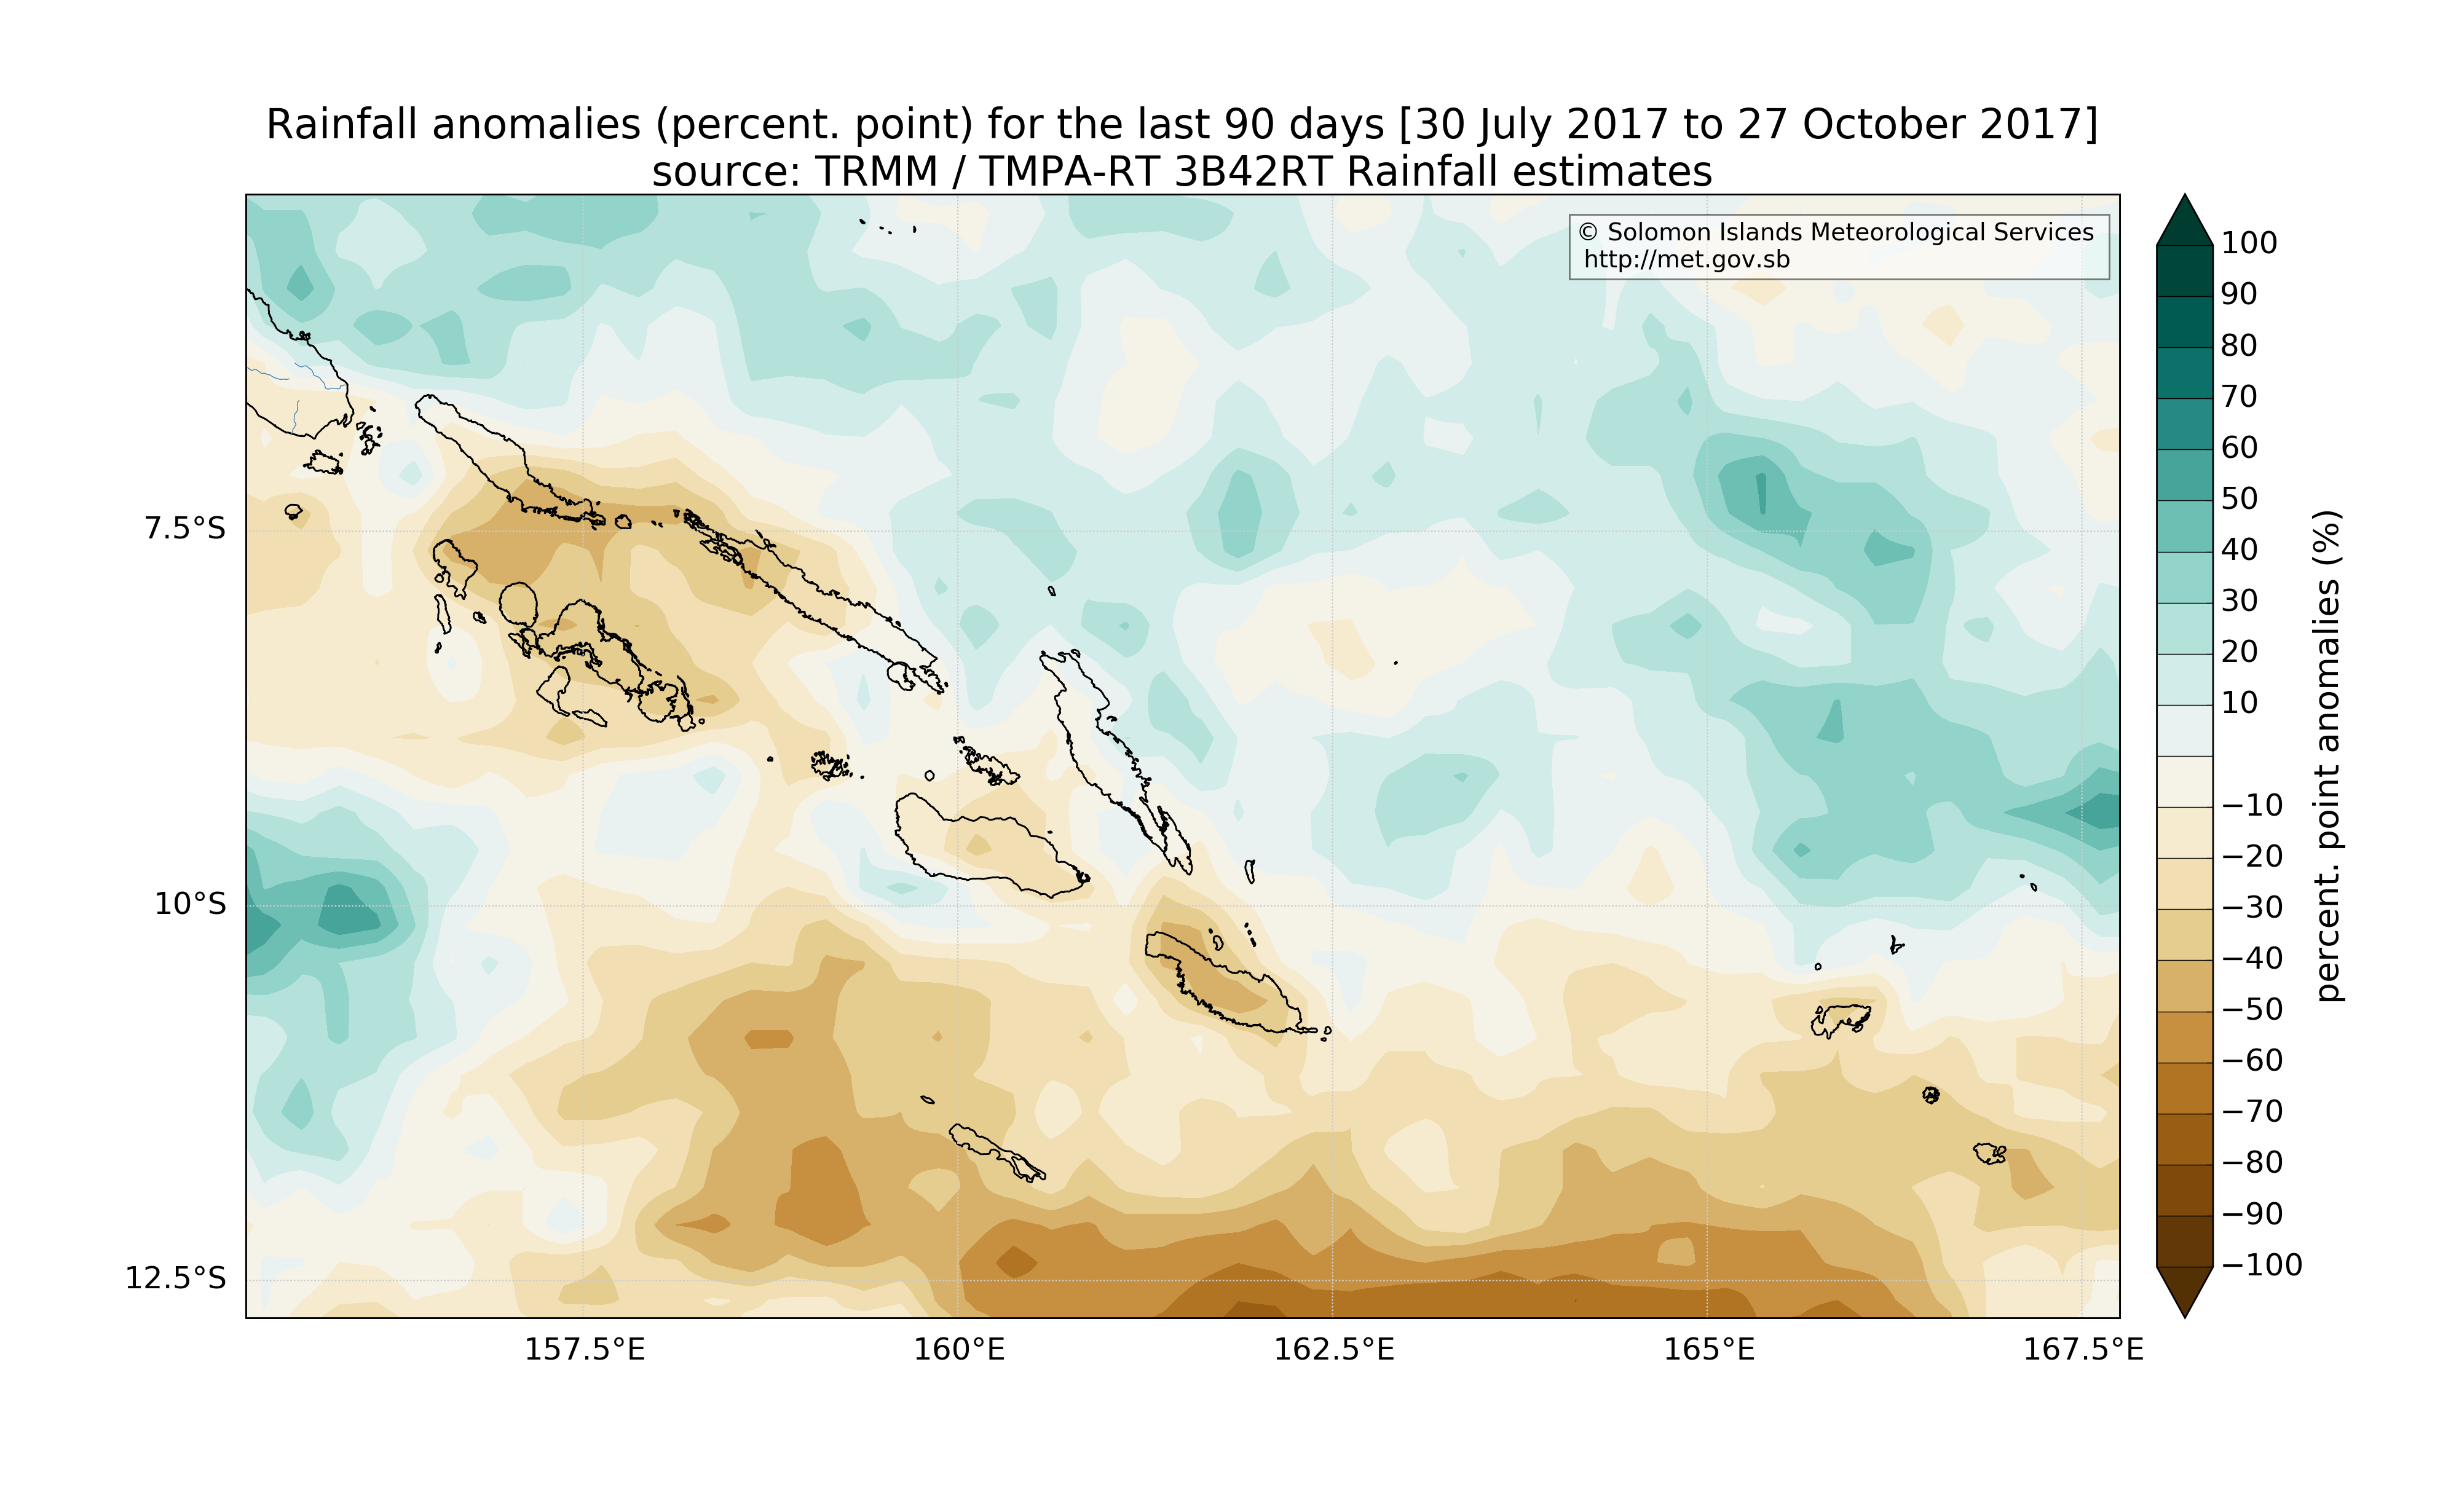 Rainfall anomalies (percent. point) for the last 90 days [30 July 2017 to 27 October 2017]
source: TRMM / TMPA-RT 3B42RT Rainfall estimates
© Solomon Islands Meteorological Services
http://met.gov.sb
7.5°S
10°S
12.5°S
157.5°E
160°E
162.5°E
165°E
167.5°E
100
90
80
70
60
50
40
30
20
10
−10
−20
−30
−40
−50
−60
−70
−80
−90
−100
percent. point anomalies (%)